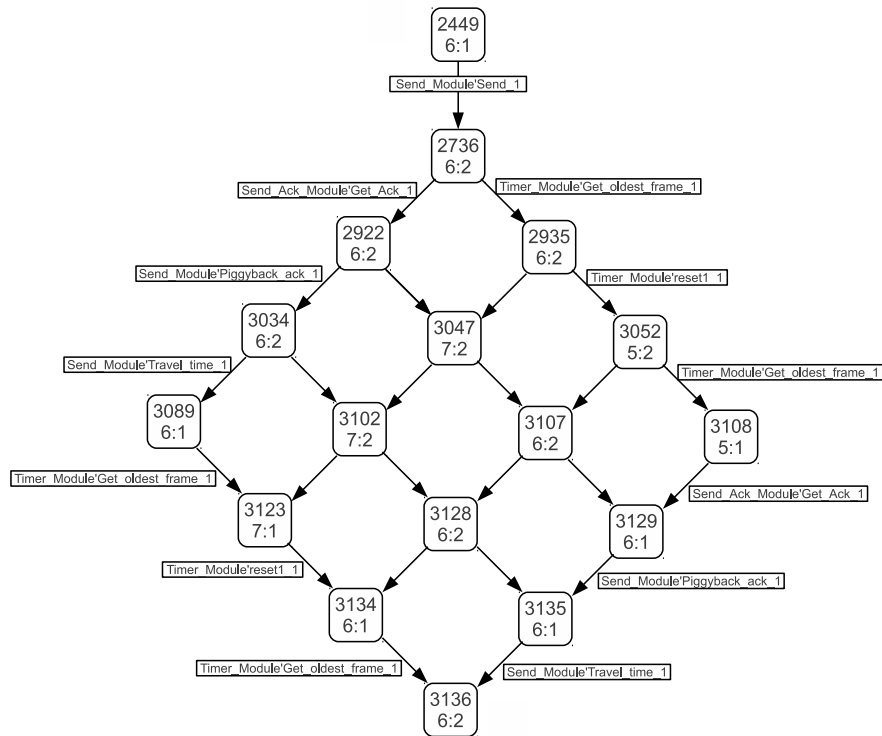 2449
6:1
Send_Module'Send_1
2736
6:2
Send_Ack_Module'Get_Ack_1
Timer_Module'Get_oldest_frame_1
2922
6:2
2935
6:2
Send_Module'Piggyback_ack_1
Timer_Module'reset1_1
3034
6:2
3047
7:2
3052
5:2
Send_Module'Travel_time_1
Timer_Module'Get_oldest_frame_1
3089
6:1
3102
7:2
3107
6:2
3108
5:1
Timer_Module'Get_oldest_frame_1
Send_Ack_Module'Get_Ack_1
3123
7:1
3128
6:2
3129
6:1
Timer_Module'reset1_1
Send_Module'Piggyback_ack_1
3134
6:1
3135
6:1
Timer_Module'Get_oldest_frame_1
Send_Module'Travel_time_1
3136
6:2